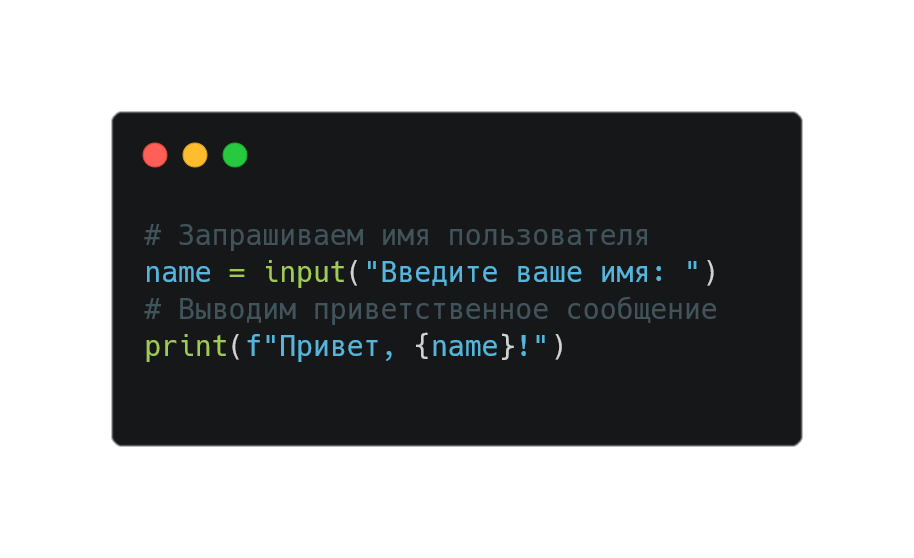 # Запрашиваем имя пользователя
name = input("Введите ваше имя: ")
# Выводим приветственное сообщение
print(f"Привет, {name}!")